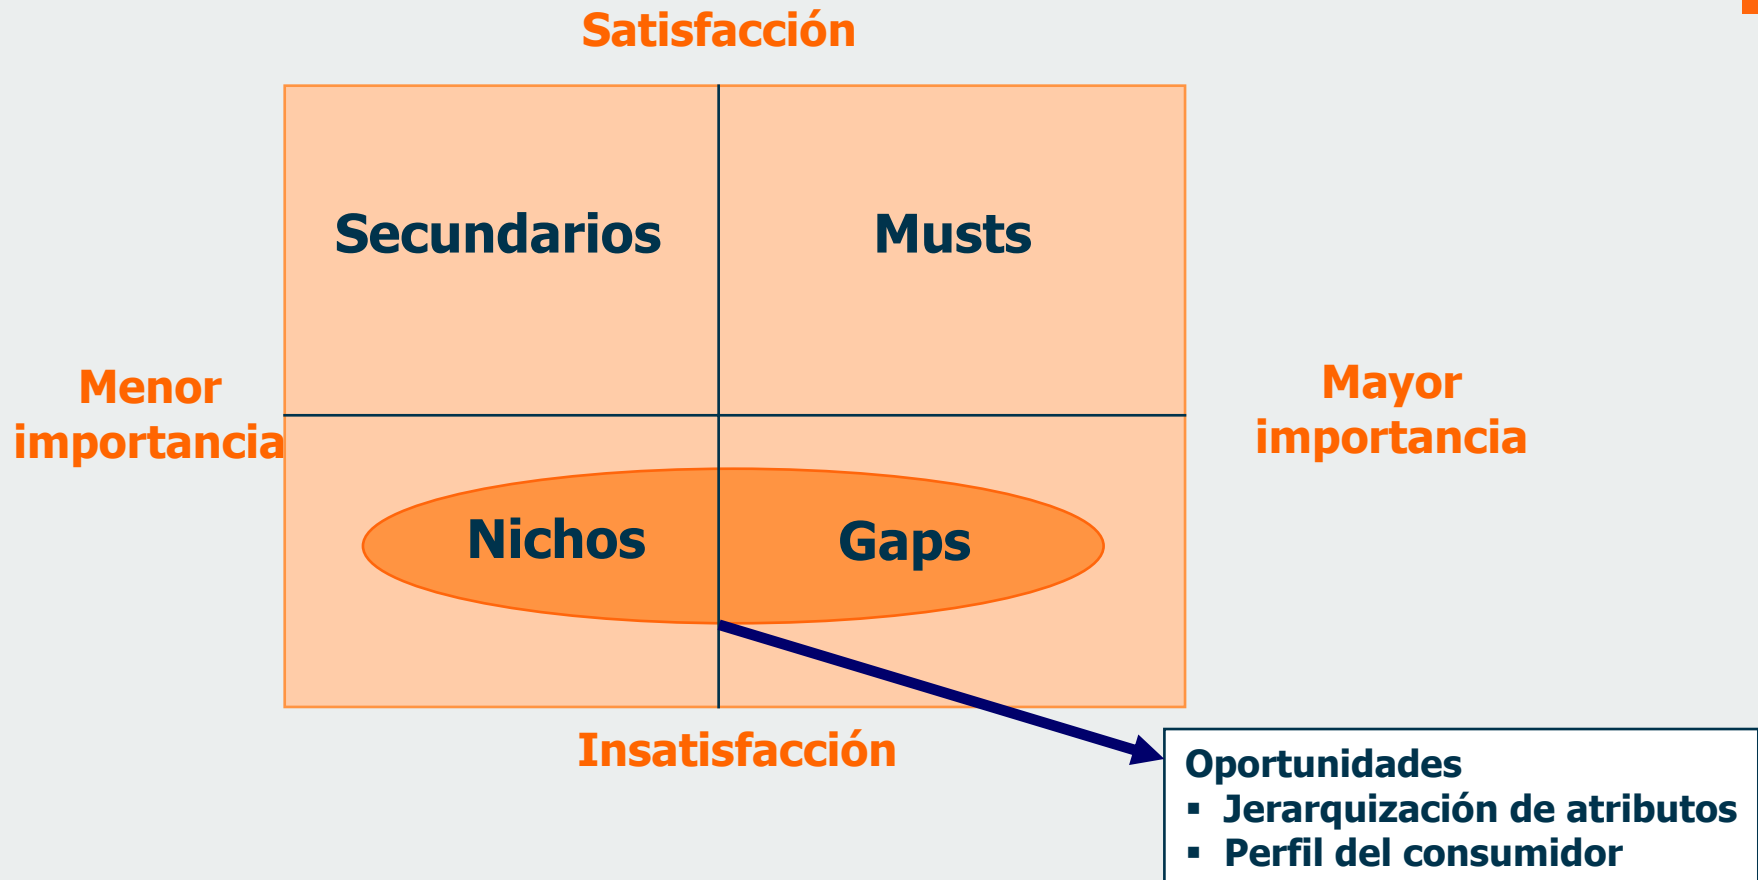 Satisfacción
Secundarios
Musts
Menor
importancia
Mayor
importancia
Nichos
Gaps
Insatisfacción
Oportunidades
▪ Jerarquización de atributos
▪ Perfil del consumidor